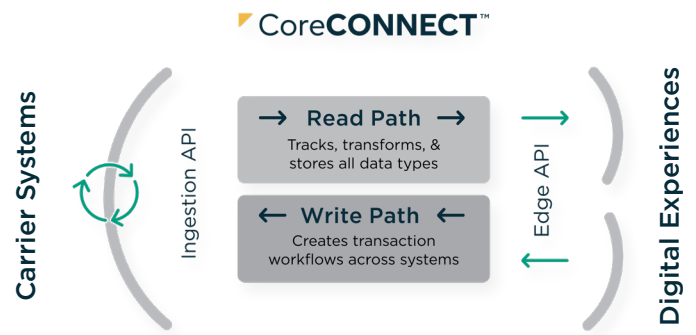 CoreCONNECT™
Carrier Systems
Ingestion API
→ Read Path →
Tracks, transforms, &
stores all data types
← Write Path ←
Creates transaction
workflows across systems
Edge API
Digital Experiences